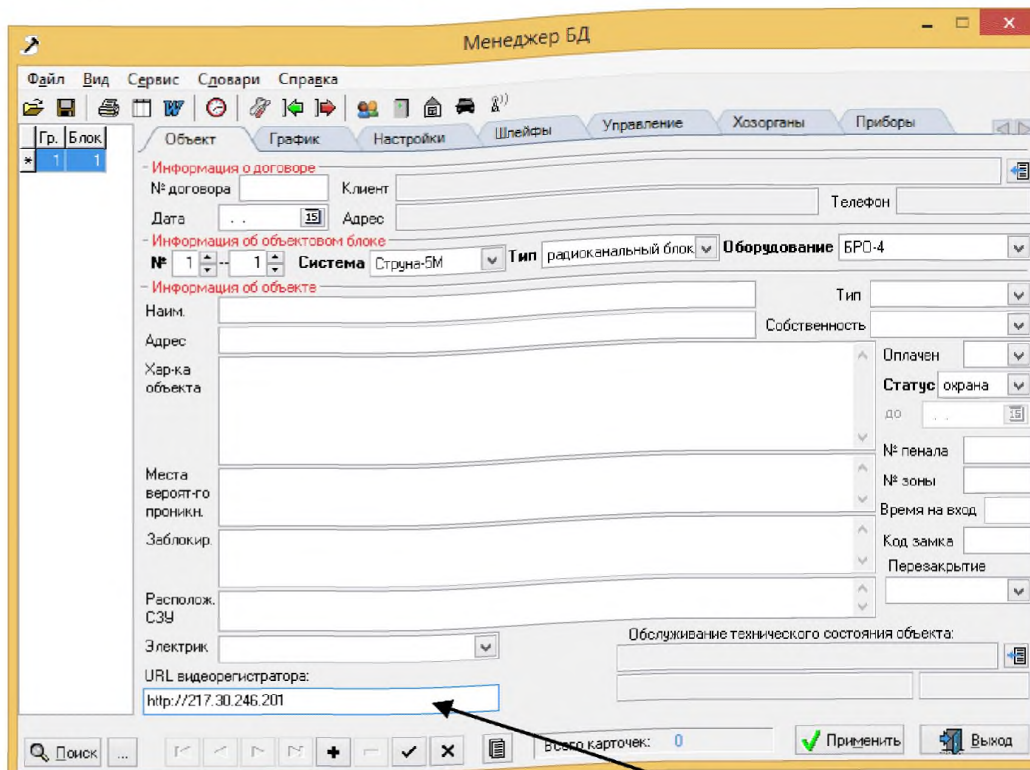 Менеджер БД
Файл Вид Сервис Словари Справка
Гр. Блок
* 1 1
Объект График Настройки Шлейфы Управление Хозорганы Приборы
Информация о договоре
№ договора Клиент
Телефон
Дата . . 15 Адрес
Информация об объектовом блоке
№ 1 -- 1 Система Струна-5М Тип радиоканальный блок Оборудование БРО-4
Информация об объекте
Наим. Тип
Адрес Собственность
Хар-ка
объекта
Оплачен
Статус охрана
до . . 15
№ пенала
Места
вероят-го
проникн.
№ зоны
Время на вход
Заблокир. Код замка
Перезакрытие
Располож.
СЗУ
Электрик Обслуживание технического состояния объекта:
URL видеорегистратора:
http://217.30.246.201
Поиск ... Всего карточек: 0 Применить Выход